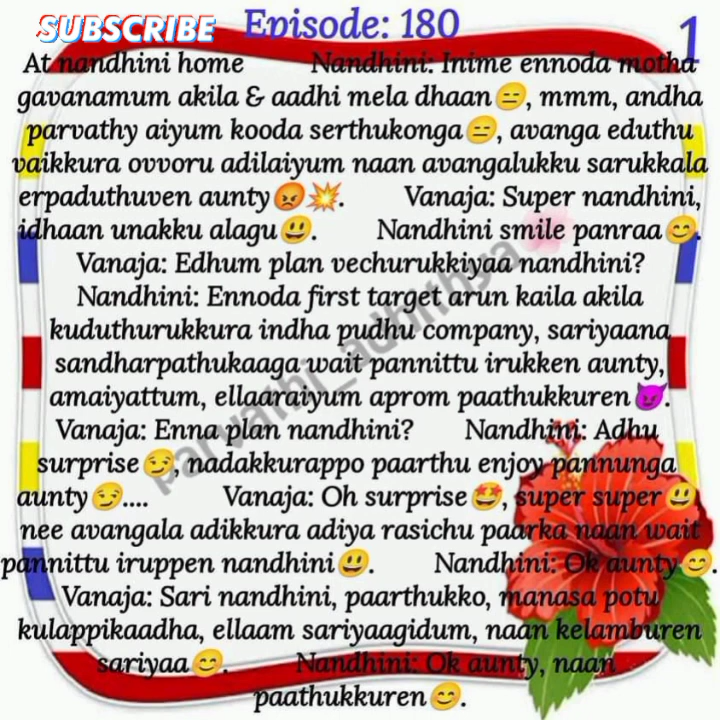 SUBSCRIBE Episode: 180 1
At nandhini home Nandhini: Inime ennoda motha
gavanamum akila & aadhi mela dhaan😑, mmm, andha
parvathy aiyum kooda serthukonga😑, avanga eduthu
vaikkura ovvoru adilaiyum naan avangalukku sarukkala
erpaduthuven aunty😡💥. Vanaja: Super nandhini,
idhaan unakku alagu😃. Nandhini smile panraa😊.
Vanaja: Edhum plan vechurukkiyaa nandhini?
Nandhini: Ennoda first target arun kaila akila
kuduthurukkura indha pudhu company, sariyaana
sandharpathukaaga wait pannittu irukken aunty,
amaiyattum, ellaaraiyum aprom paathukkuren😈.
Vanaja: Enna plan nandhini? Nandhini: Adhu
surprise😏, nadakkurappo paarthu enjoy pannunga
aunty😏.... Vanaja: Oh surprise🤩, super super😃
nee avangala adikkura adiya rasichu paarka naan wait
pannittu iruppen nandhini😃. Nandhini: Ok aunty😊.
Vanaja: Sari nandhini, paarthukko, manasa potu
kulappikaadha, ellaam sariyaagidum, naan kelamburen
sariyaa😊. Nandhini: Ok aunty, naan
paathukkuren😊.
parvathi_adhithya